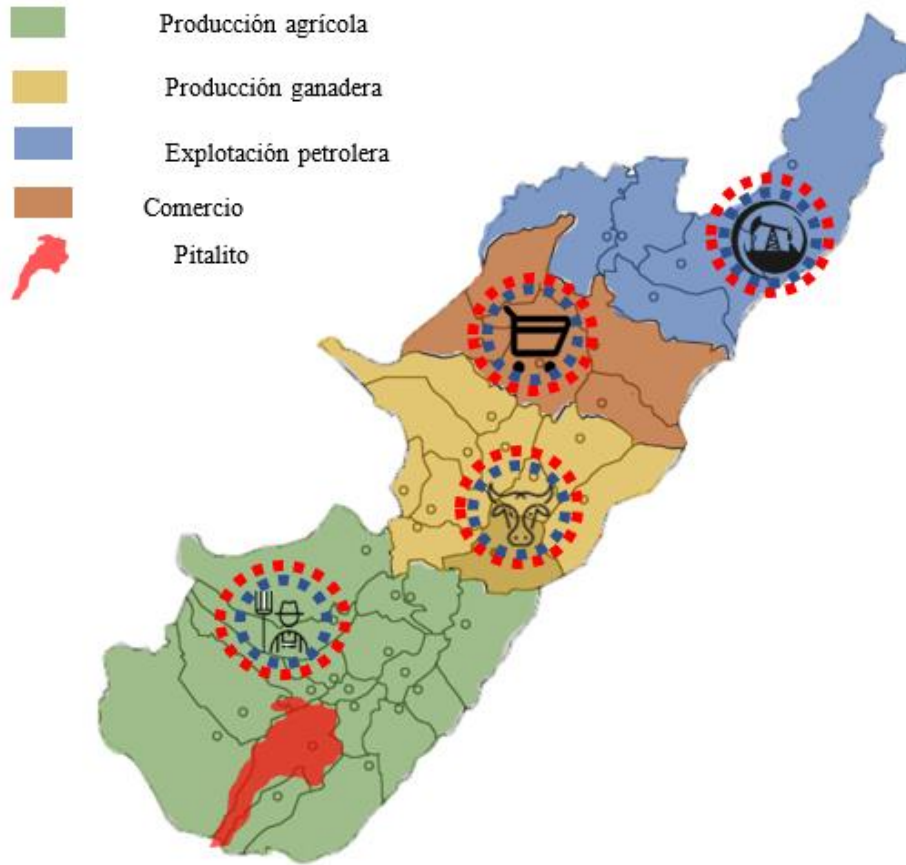 Producción agrícola
Producción ganadera
Explotación petrolera
Comercio
Pitalito